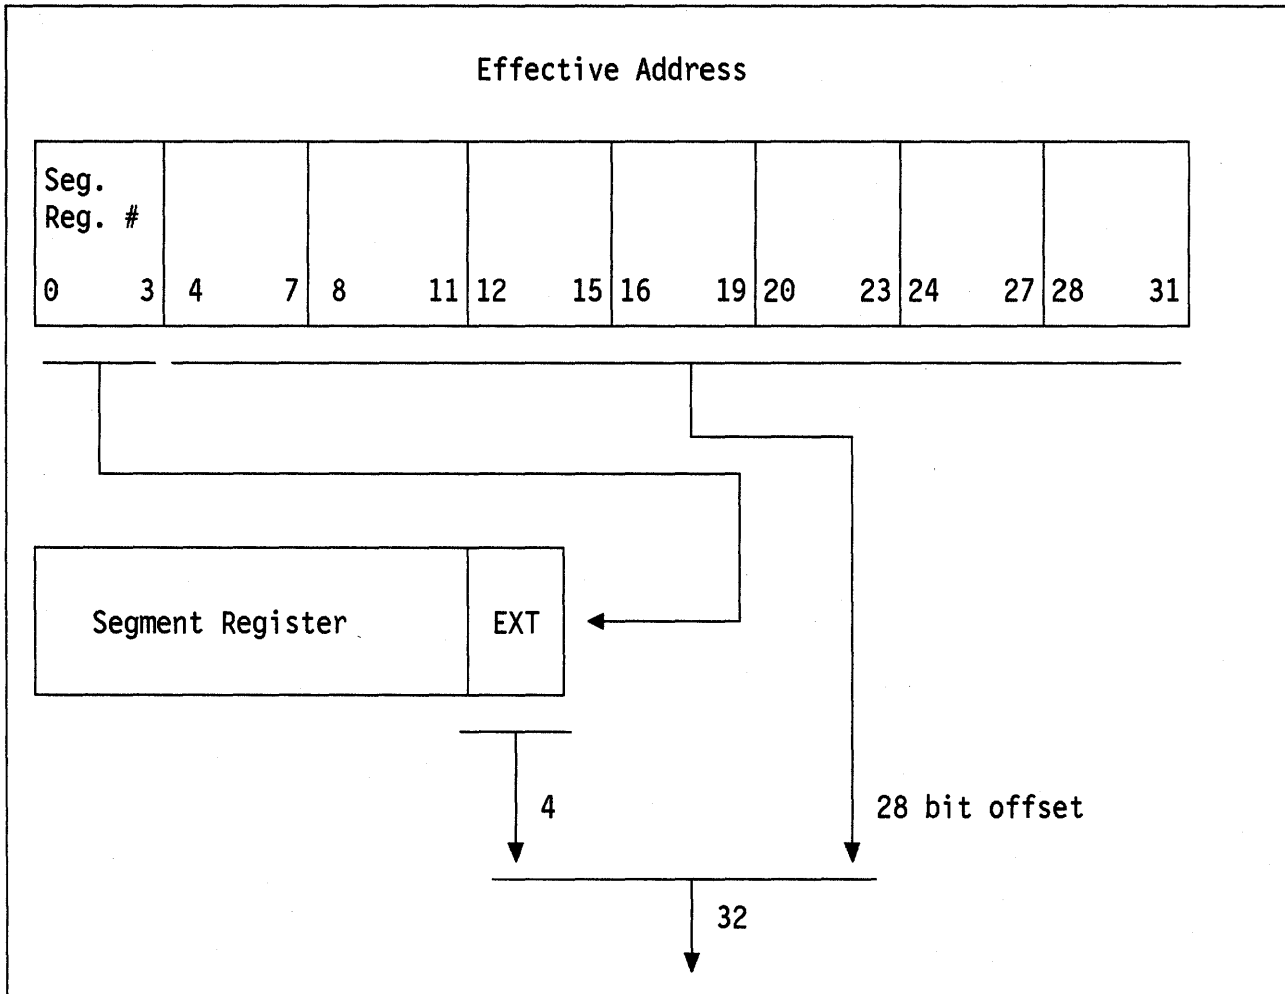 Effective Address
Seg.
Reg. #
0 3 4 7 8 11 12 15 16 19 20 23 24 27 28 31
Segment Register EXT
4 28 bit offset
32